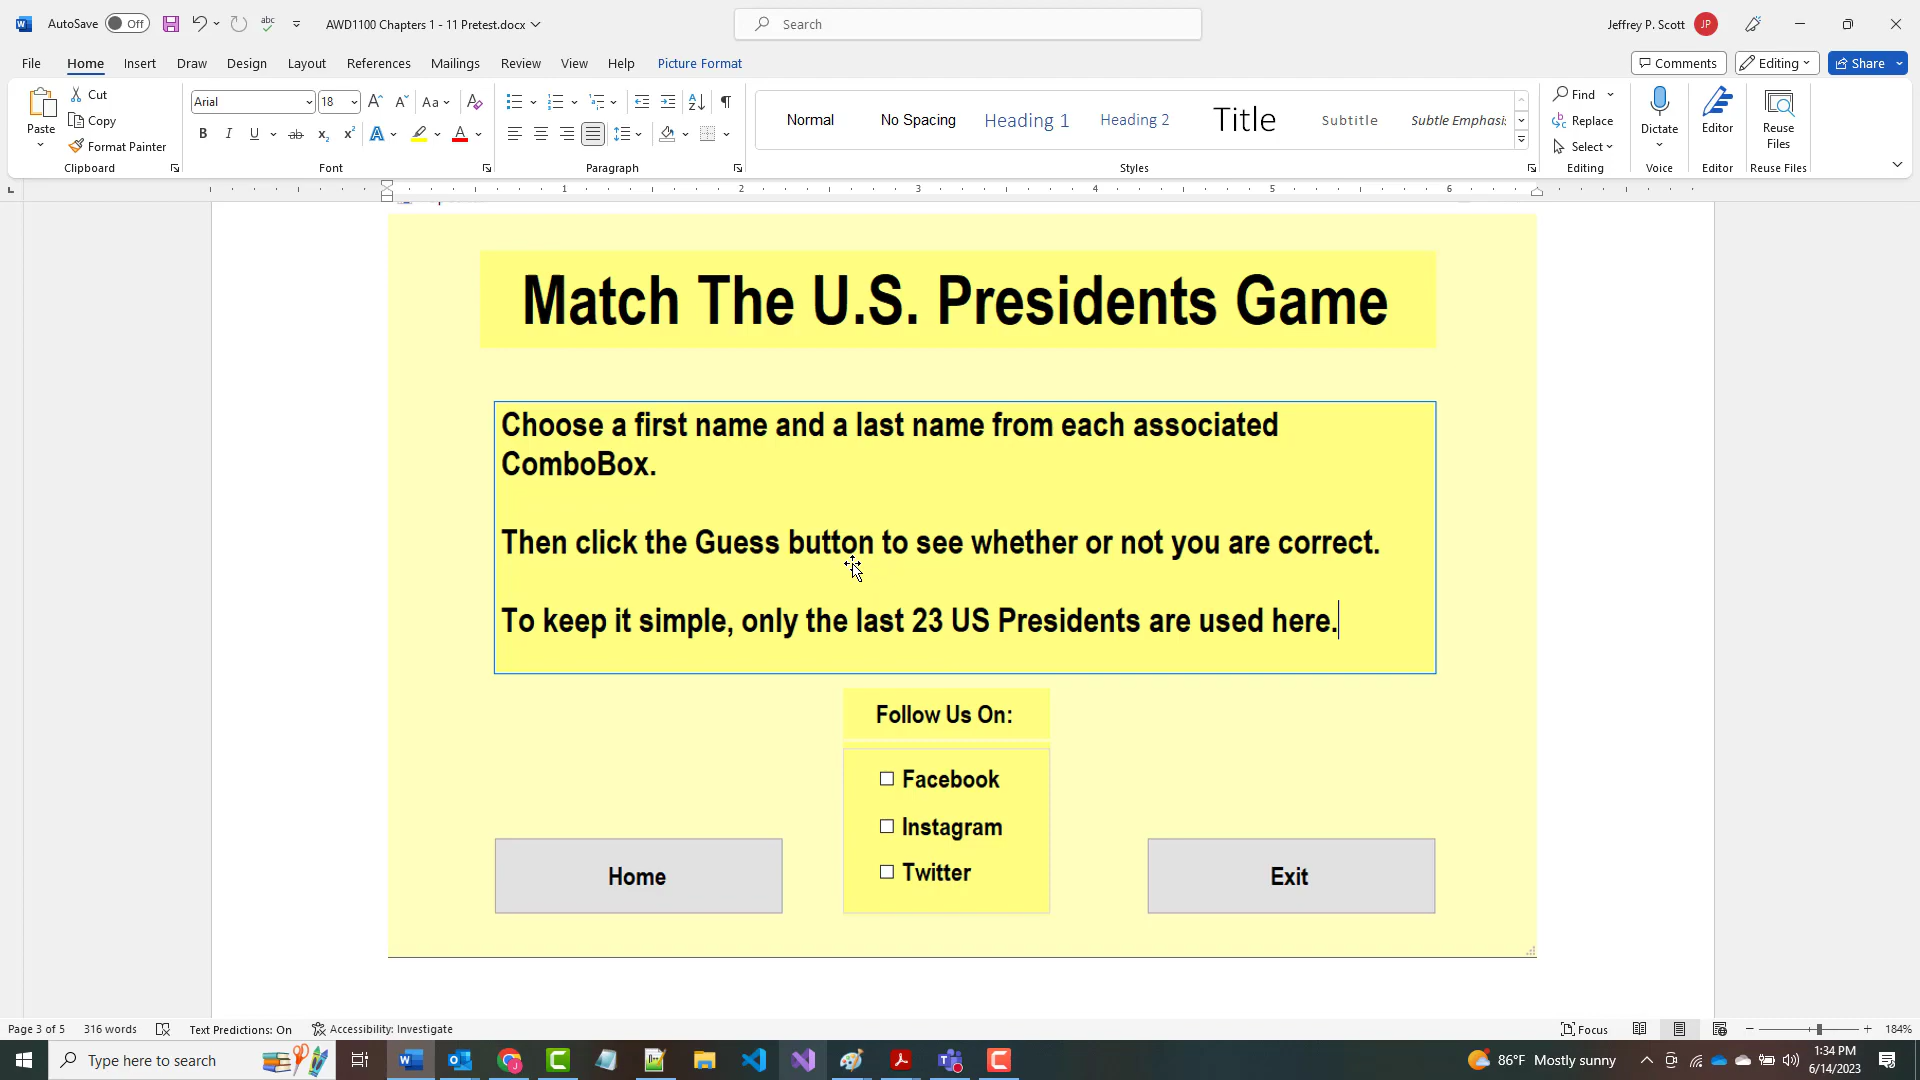 AutoSave Off
AWD1100 Chapters 1 - 11 Pretest.docx
Search
Jeffrey P. Scott JP
File Home Insert Draw Design Layout References Mailings Review View Help Picture Format
Comments Editing Share
Paste
Cut
Copy
Format Painter
Clipboard
Arial 18
Font
Paragraph
Normal No Spacing Heading 1 Heading 2 Title Subtitle Subtle Emphasis
Styles
Find
Replace
Select
Editing
Dictate
Voice
Editor
Editor
Reuse Files
Reuse Files
1 2 3 4 5 6
Match The U.S. Presidents Game
Choose a first name and a last name from each associated
ComboBox.
Then click the Guess button to see whether or not you are correct.
To keep it simple, only the last 23 US Presidents are used here.
Follow Us On:
Facebook
Instagram
Twitter
Home
Exit
Page 3 of 5 316 words Text Predictions: On Accessibility: Investigate
Focus 184%
Type here to search
86°F Mostly sunny
1:34 PM
6/14/2023